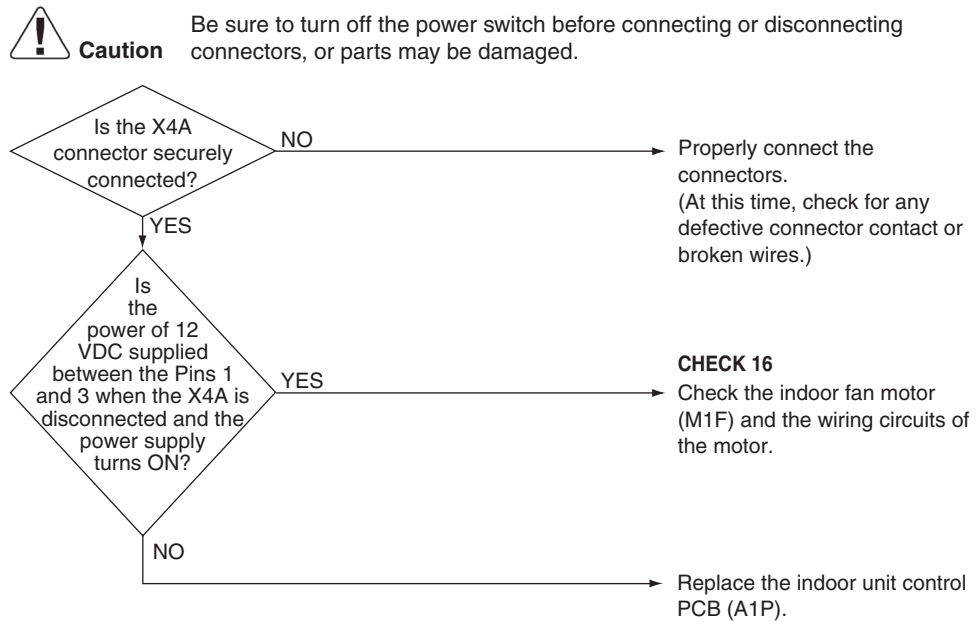 Be sure to turn off the power switch before connecting or disconnecting
Caution connectors, or parts may be damaged.
Is the X4A
connector securely
connected?
NO
Properly connect the
connectors.
(At this time, check for any
defective connector contact or
broken wires.)
YES
Is
the
power of 12
VDC supplied
between the Pins 1
and 3 when the X4A is
disconnected and the
power supply
turns ON?
YES
CHECK 16
Check the indoor fan motor
(M1F) and the wiring circuits of
the motor.
NO
Replace the indoor unit control
PCB (A1P).